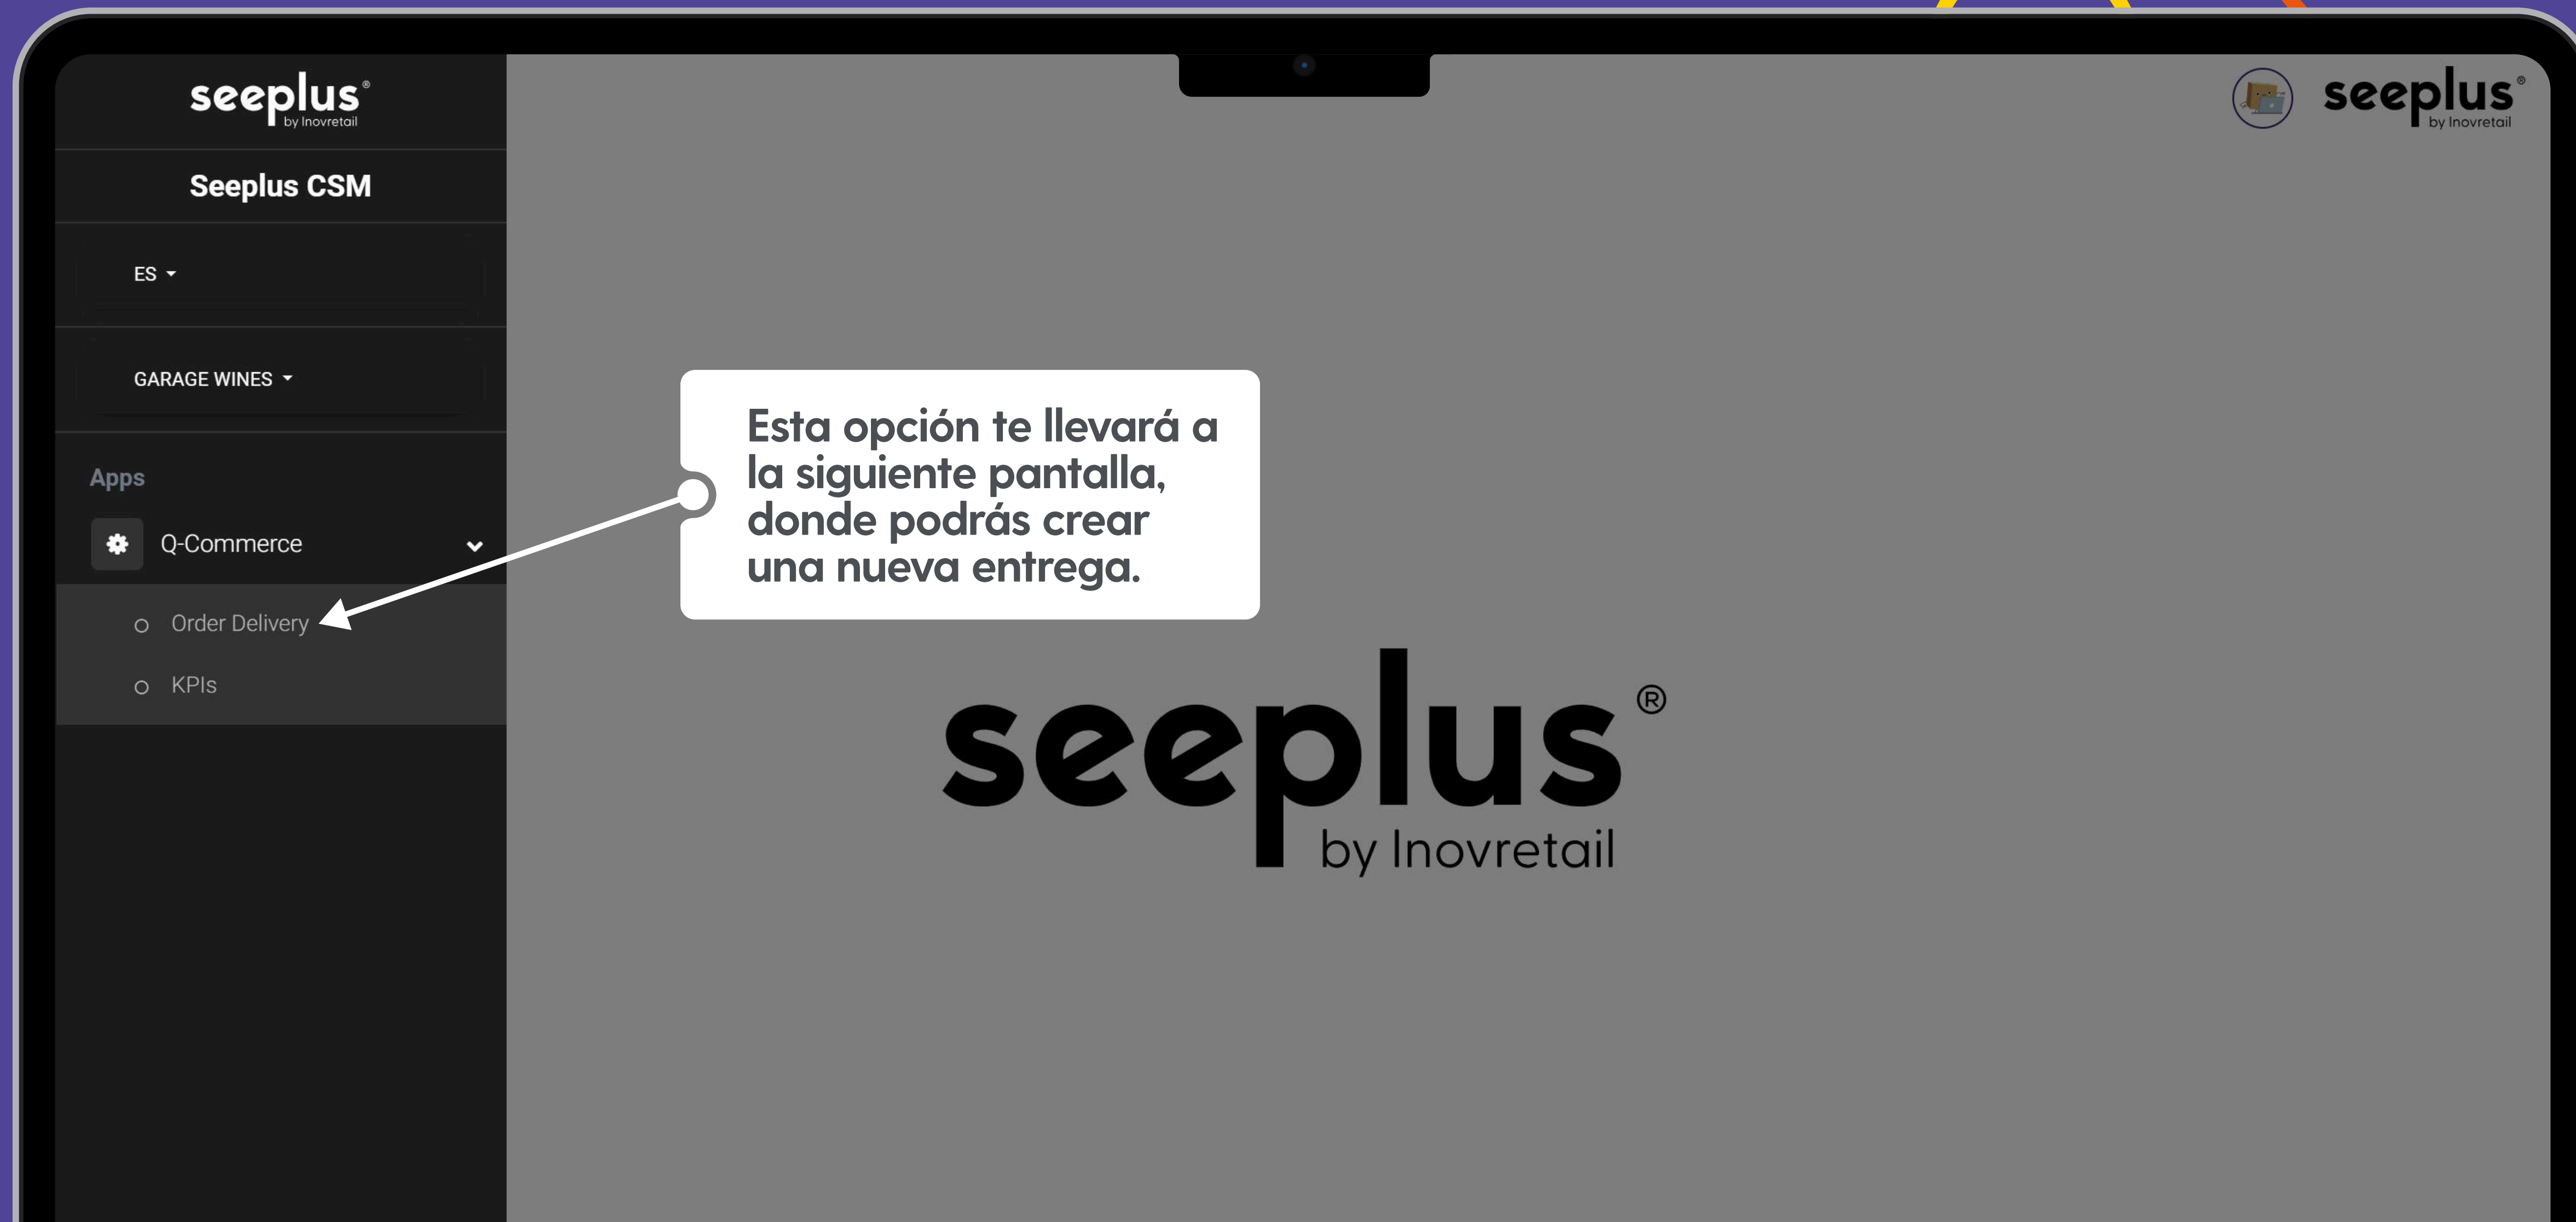 seeplus®
by Inovretail
Seeplus CSM
ES
GARAGE WINES
Apps
Q-Commerce
Order Delivery
KPIs
Esta opción te llevará a
la siguiente pantalla,
donde podrás crear
una nueva entrega.
seeplus®
by Inovretail
seeplus®
by Inovretail